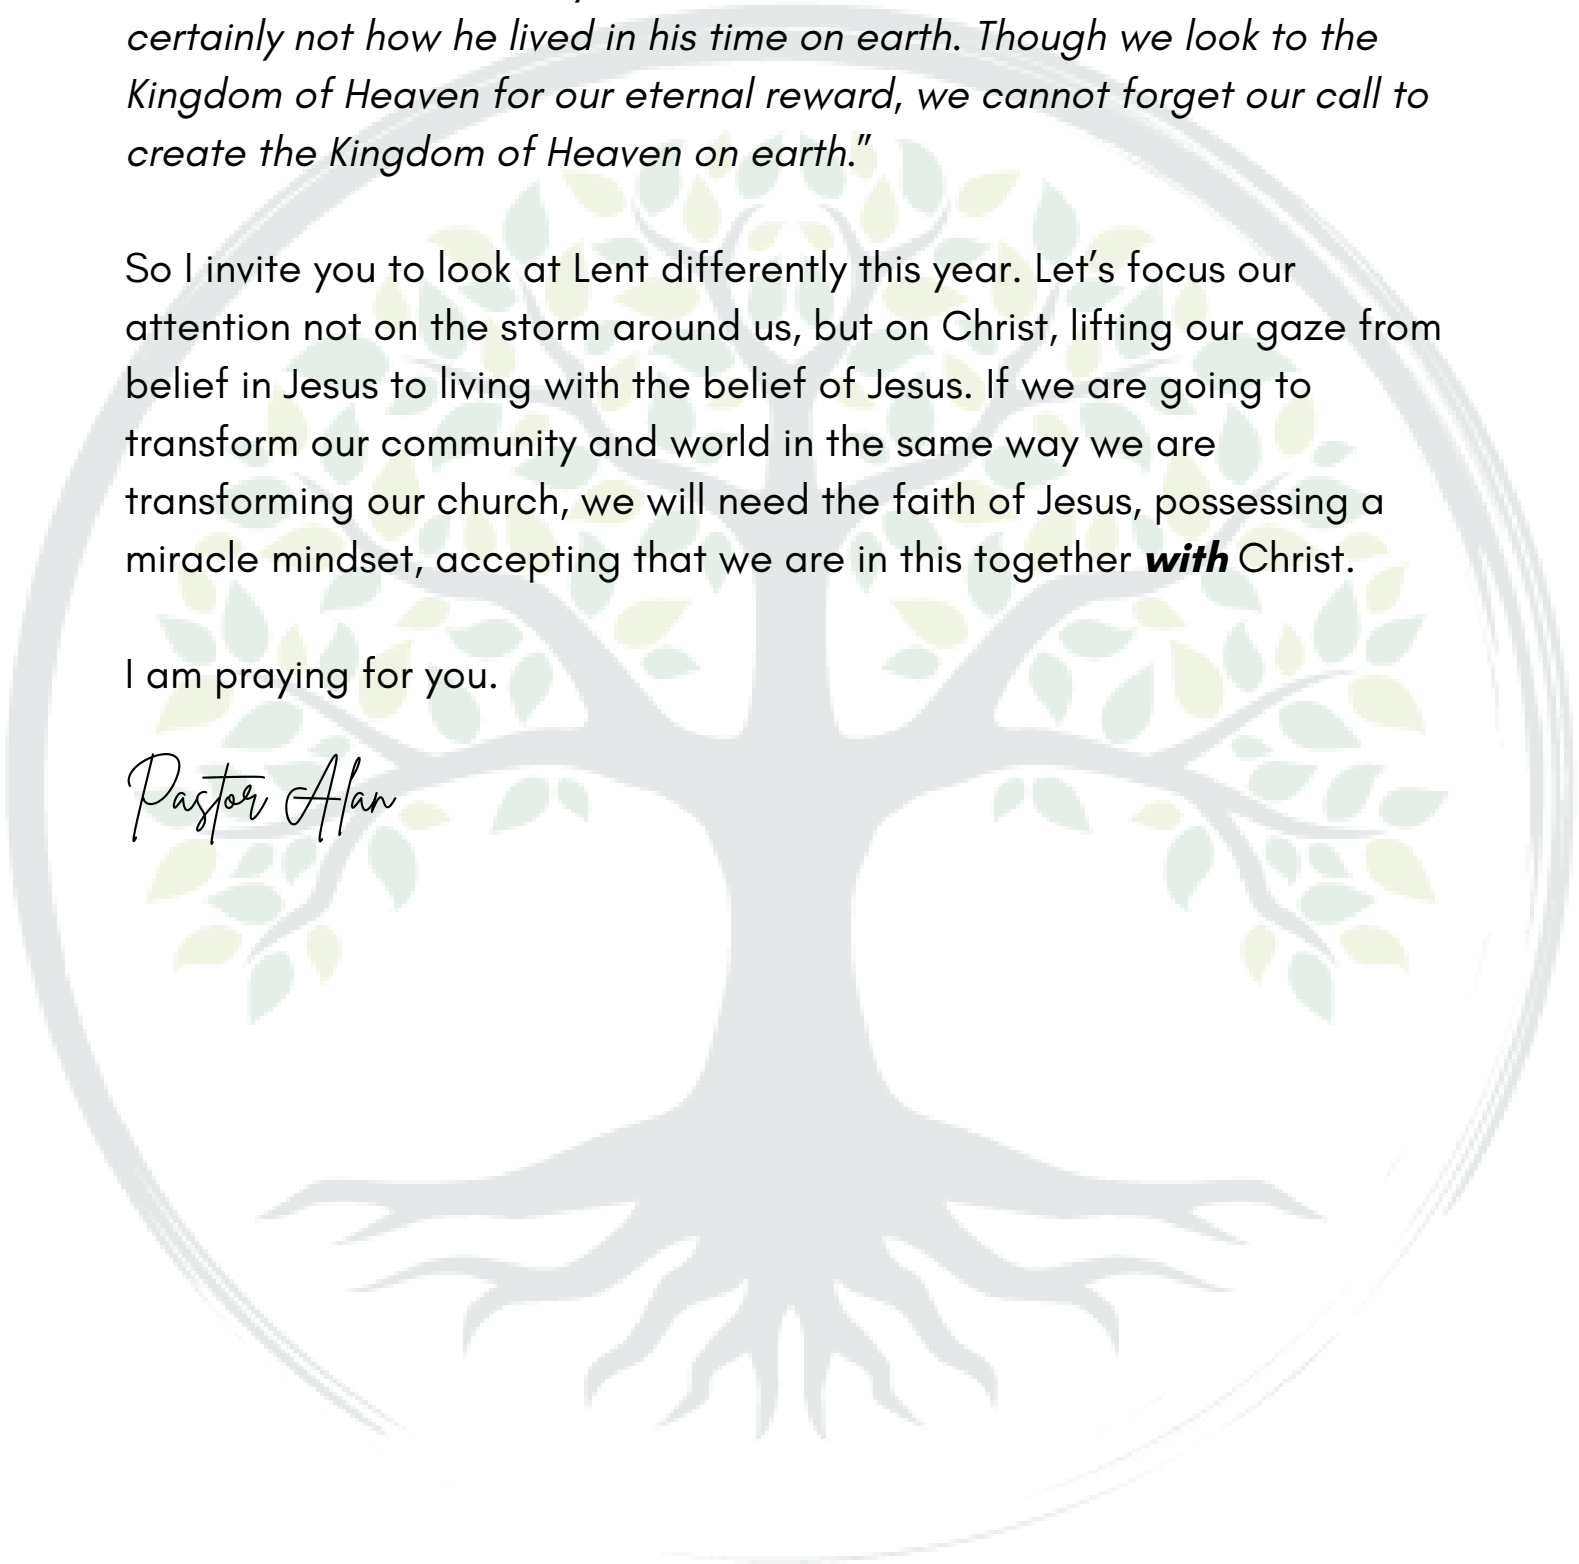 certainly not how he lived in his time on earth. Though we look to the
Kingdom of Heaven for our eternal reward, we cannot forget our call to
create the Kingdom of Heaven on earth.”
So I invite you to look at Lent differently this year. Let’s focus our
attention not on the storm around us, but on Christ, lifting our gaze from
belief in Jesus to living with the belief of Jesus. If we are going to
transform our community and world in the same way we are
transforming our church, we will need the faith of Jesus, possessing a
miracle mindset, accepting that we are in this together with Christ.
I am praying for you.
Pastor Alan